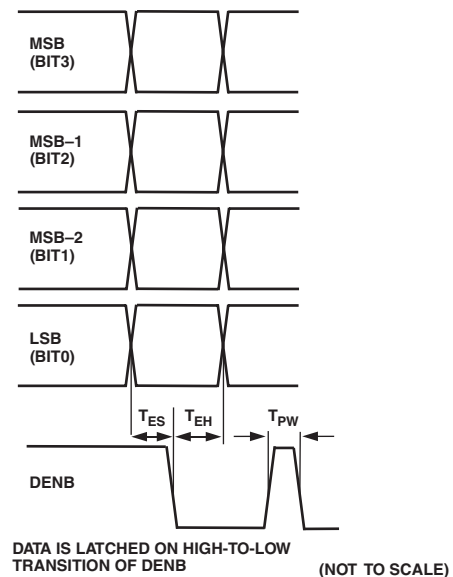 MSB
(BIT3)
MSB–1
(BIT2)
MSB–2
(BIT1)
LSB
(BIT0)
TES TEH TPW
DENB
DATA IS LATCHED ON HIGH-TO-LOW
TRANSITION OF DENB
(NOT TO SCALE)